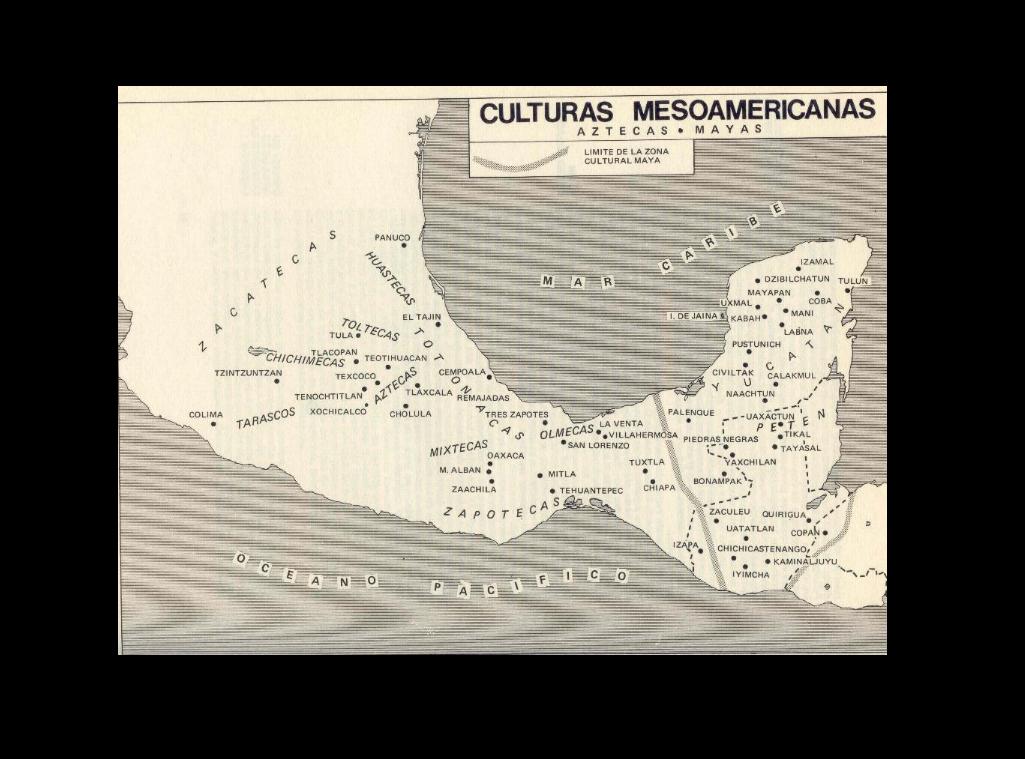 CULTURAS MESOAMERICANAS
AZTECAS • MAYAS
LIMITE DE LA ZONA
CULTURAL MAYA
MAR CARIBE
ZACATECAS
PANUCO
HUASTECAS
IZAMAL
DZIBILCHATUN
TULUN
MAYAPAN
COBA
UXMAL
MANI
I. DE JAINA
KABAH
LABNA
EL TAJIN
TOLTECAS
TULA
TOTONACAS
TLACOPAN
CHICHIMECAS
TEOTIHUACAN
PUSTUNICH
YUCATAN
TZINTZUNTZAN
TEXCOCO
AZTECAS
CEMPOALA
CIVILTAK
CALAKMUL
TENOCHTITLAN
TLAXCALA
REMAJADAS
NAACHTUN
COLIMA
TARASCOS
XOCHICALCO
CHOLULA
TRES ZAPOTES
PALENQUE
UAXACTUN
PETEN
OLMECAS
LA VENTA
VILLAHERMOSA
SAN LORENZO
PIEDRAS NEGRAS
TIKAL
TAYASAL
MIXTECAS
OAXACA
M. ALBAN
MITLA
TUXTLA
YAXCHILAN
ZAACHILA
TEHUANTEPEC
CHIAPA
BONAMPAK
ZAPOTECAS
ZACULEU
QUIRIGUA
UATATLAN
COPAN
IZAPA
CHICHICASTENANGO
KAMINALJUYU
IYIMCHA
OCEANO PACIFICO